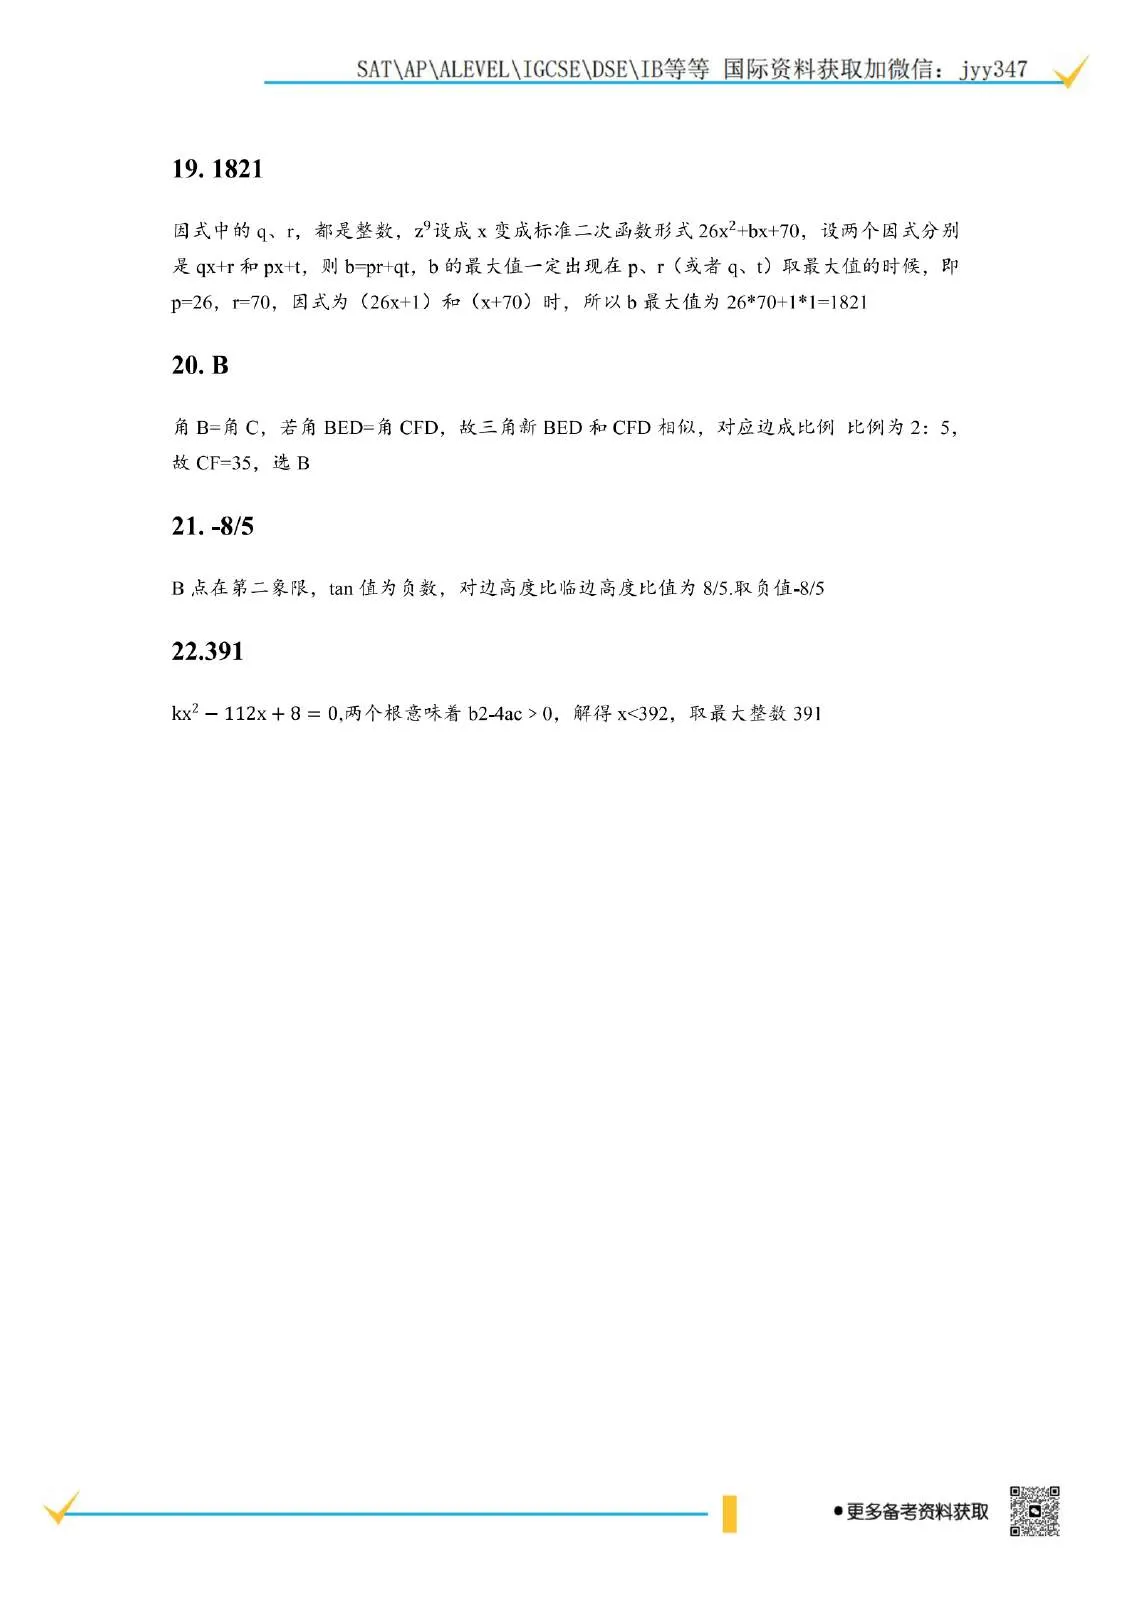 SAT\AP\ALEVEL\IGCSE\DSE\IB等等 国际资料获取加微信：jyy347
19. 1821
因式中的 q、r，都是整数，z⁹设成 x 变成标准二次函数形式 26x²+bx+70，设两个因式分别
是 qx+r 和 px+t，则 b=pr+qt，b 的最大值一定出现在 p、r（或者 q、t）取最大值的时候，即
p=26，r=70，因式为（26x+1）和（x+70）时，所以 b 最大值为 26*70+1*1=1821
20. B
角 B=角 C，若角 BED=角 CFD，故三角新 BED 和 CFD 相似，对应边成比例 比例为 2：5，
故 CF=35，选 B
21. -8/5
B 点在第二象限，tan 值为负数，对边高度比临边高度比值为 8/5.取负值-8/5
22.391
kx² − 112x + 8 = 0,两个根意味着 b2-4ac﹥0，解得 x<392，取最大整数 391
●更多备考资料获取